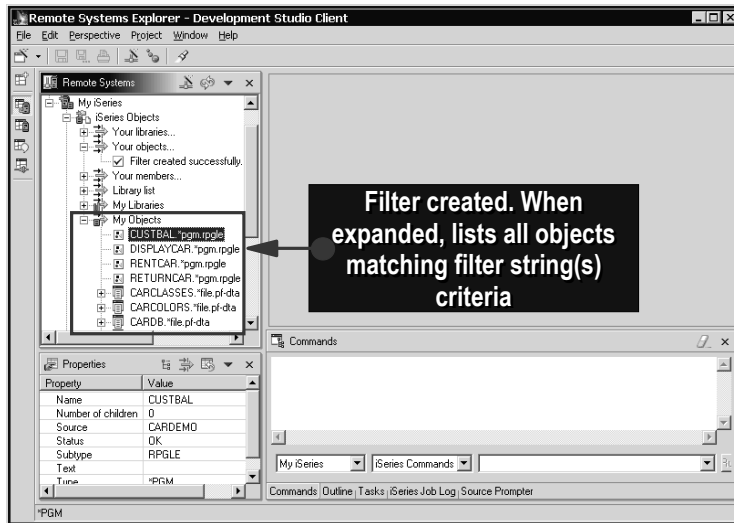 Remote Systems Explorer - Development Studio Client
File Edit Perspective Project Window Help
Remote Systems
My iSeries
iSeries Objects
Your libraries...
Your objects...
Filter created successfully.
Your members...
Library list
My Libraries
My Objects
CUSTBAL.*pgm.rpgle
DISPLAYCAR.*pgm.rpgle
RENTCAR.*pgm.rpgle
RETURNCAR.*pgm.rpgle
CARCLASSES.*file.pf-dta
CARCOLORS.*file.pf-dta
CARDB.*file.pf-dta
Filter created. When
expanded, lists all objects
matching filter string(s)
criteria
Properties
Property Value
Name CUSTBAL
Number of children 0
Source CARDEMO
Status OK
Subtype RPGLE
Text
Type *PGM
Commands
My iSeries iSeries Commands
Commands Outline Tasks iSeries Job Log Source Prompter
*PGM